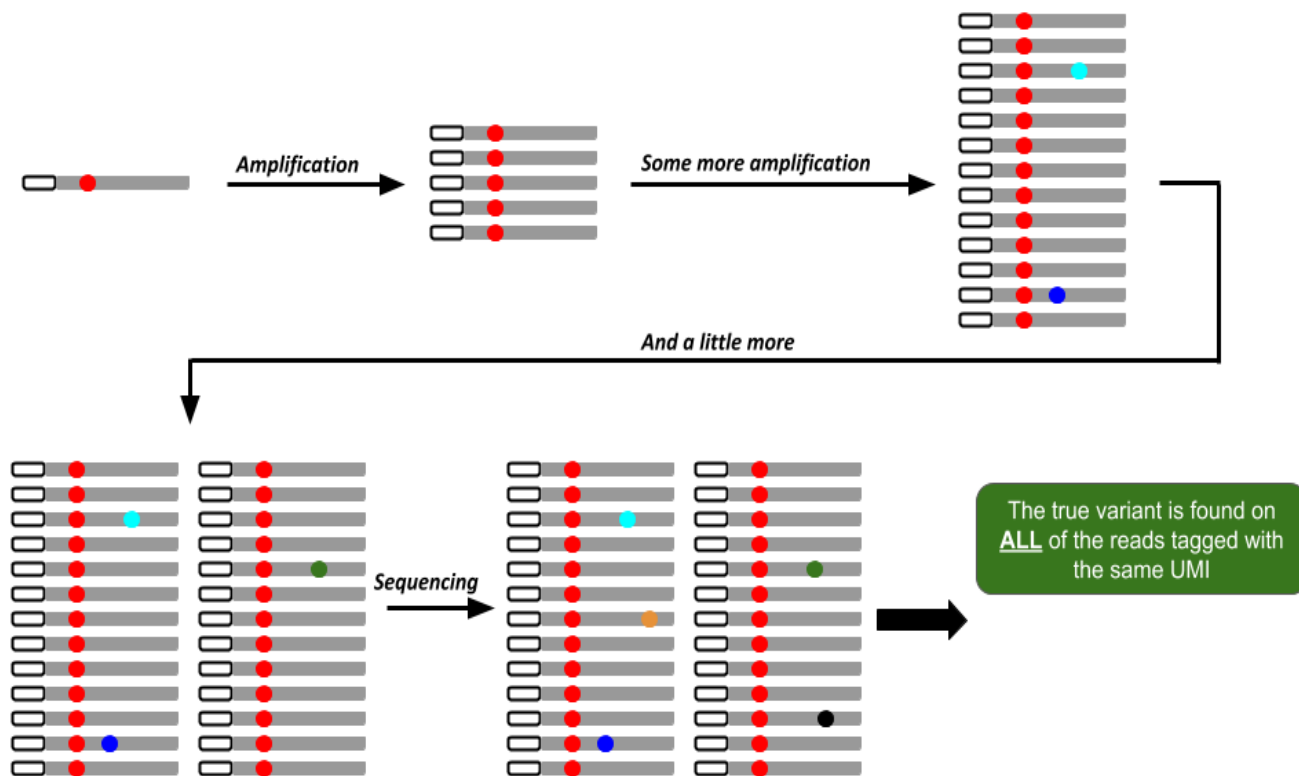 Amplification
Some more amplification
And a little more
Sequencing
The true variant is found on
ALL of the reads tagged with
the same UMI